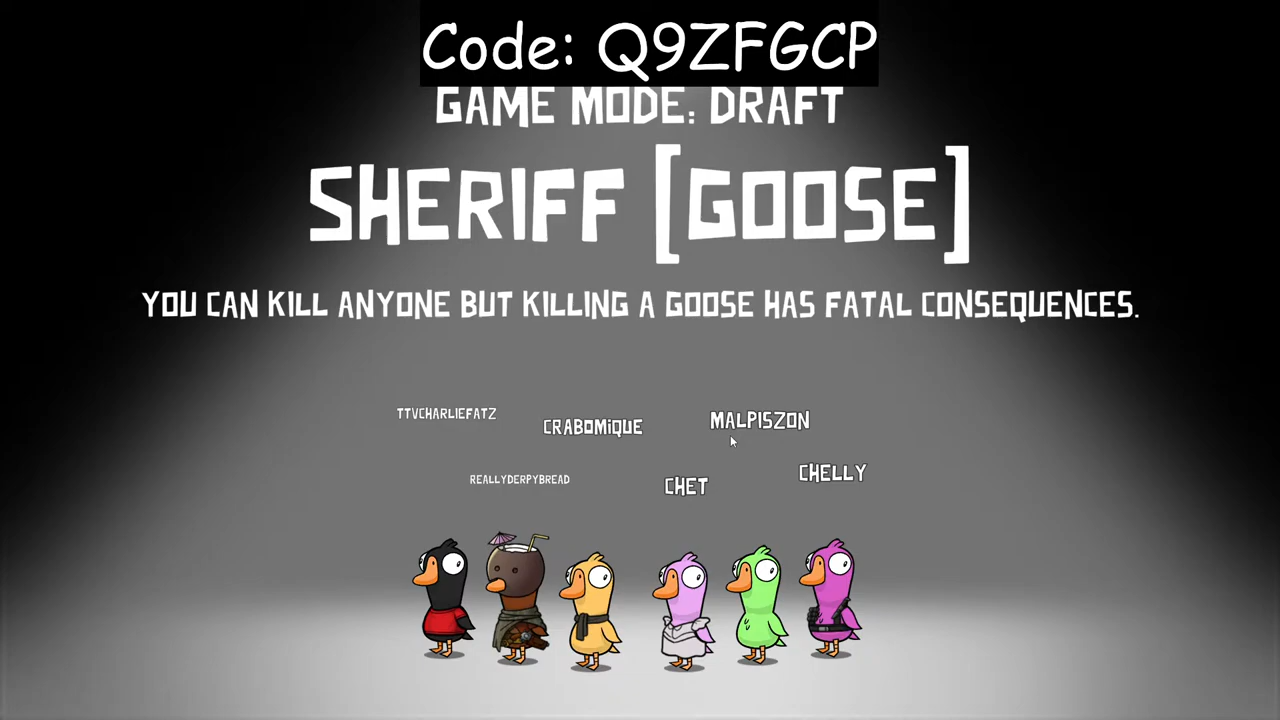 Code: Q9ZFGCP
GAME MODE: DRAFT
SHERIFF [GOOSE]
YOU CAN KILL ANYONE BUT KILLING A GOOSE HAS FATAL CONSEQUENCES.
TTVCHARLIEFATZ
CRABOMiQUE
MALPISZON
REALLYDERPYBREAD
CHET
CHELLY